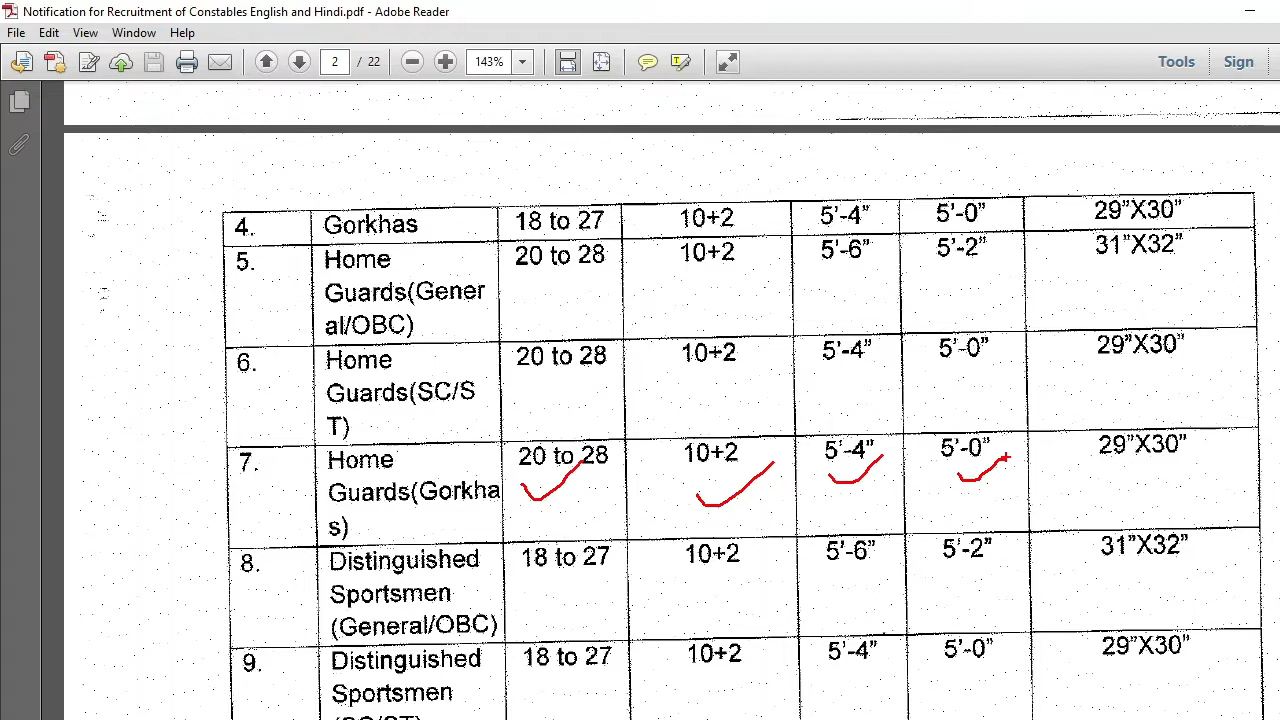 Notification for Recruitment of Constables English and Hindi.pdf - Adobe Reader
File Edit View Window Help
2 / 22 143% Tools Sign
4. Gorkhas 18 to 27 10+2 5'-4" 5'-0" 29"X30"
5. Home 20 to 28 10+2 5'-6" 5'-2" 31"X32"
Guards(Gener
al/OBC)
6. Home 20 to 28 10+2 5'-4" 5'-0" 29"X30"
Guards(SC/S
T)
7. Home 20 to 28 10+2 5'-4" 5'-0" 29"X30"
Guards(Gorkha
s)
8. Distinguished 18 to 27 10+2 5'-6" 5'-2" 31"X32"
Sportsmen
(General/OBC)
9. Distinguished 18 to 27 10+2 5'-4" 5'-0" 29"X30"
Sportsmen
(SC/ST)